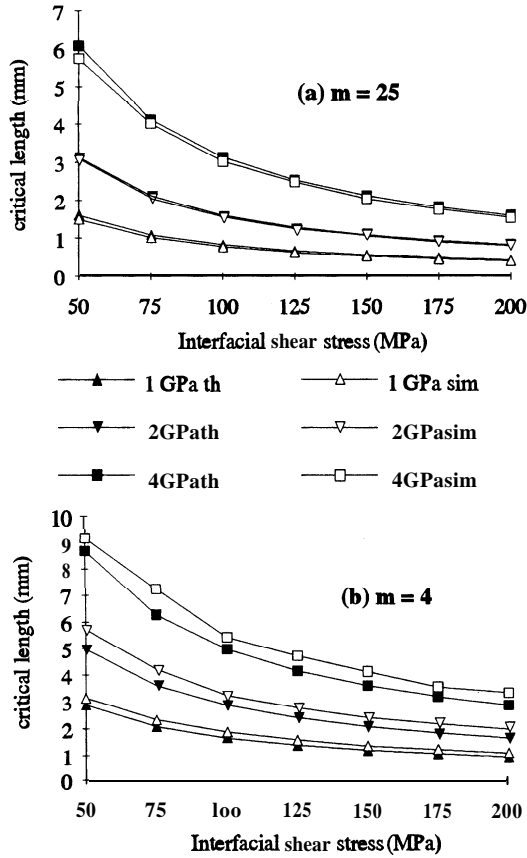 7
6
5
4
3
2
1
0
critical length (mm)
(a) m = 25
50 75 100 125 150 175 200
Interfacial shear stress (MPa)
1 GPa th
1 GPa sim
2GPath
2GPasim
4GPath
4GPasim
10
9
8
7
6
5
4
3
2
1
0
critical length (mm)
(b) m = 4
50 75 1oo 125 150 175 200
Interfacial shear stress (MPa)